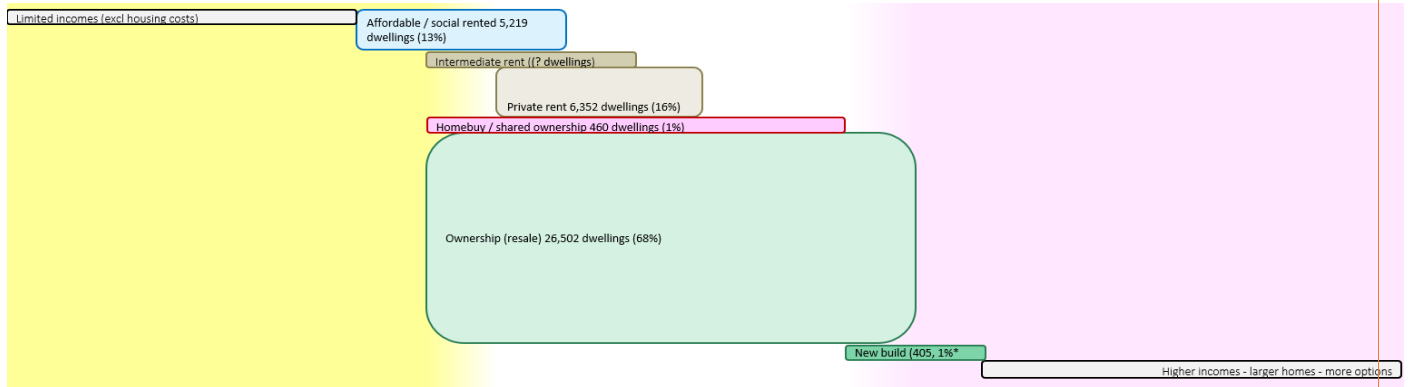 Limited incomes (excl housing costs)
Affordable / social rented 5,219
dwellings (13%)
Intermediate rent ((? dwellings)
Private rent 6,352 dwellings (16%)
Homebuy / shared ownership 460 dwellings (1%)
Ownership (resale) 26,502 dwellings (68%)
New build (405, 1%*
Higher incomes - larger homes - more options